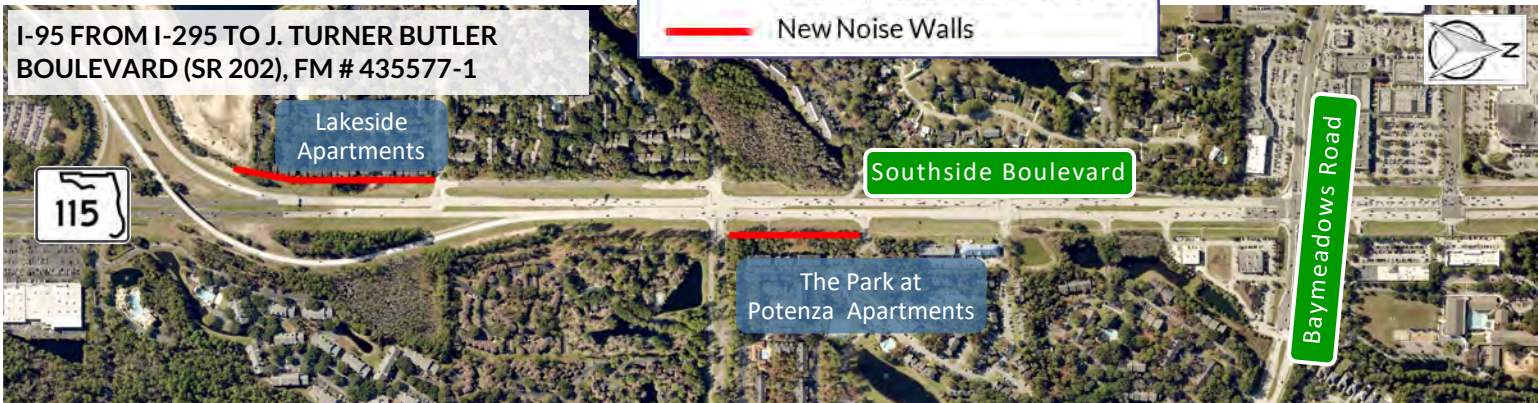 I-95 FROM I-295 TO J. TURNER BUTLER
BOULEVARD (SR 202), FM # 435577-1
New Noise Walls
N
Lakeside
Apartments
115
Southside Boulevard
Baymeadows Road
The Park at
Potenza Apartments